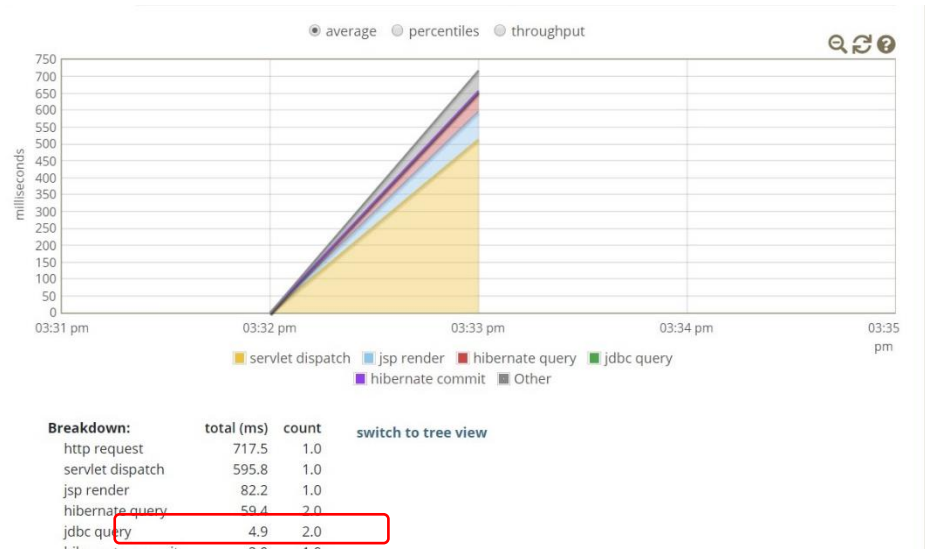 average percentiles throughput
750
700
650
600
550
500
450
400
350
300
250
200
150
100
50
0
milliseconds
03:31 pm 03:32 pm 03:33 pm 03:34 pm 03:35 pm
servlet dispatch jsp render hibernate query jdbc query
hibernate commit Other
Breakdown: total (ms) count switch to tree view
http request 717.5 1.0
servlet dispatch 595.8 1.0
jsp render 82.2 1.0
hibernate query 59.4 2.0
jdbc query 4.9 2.0